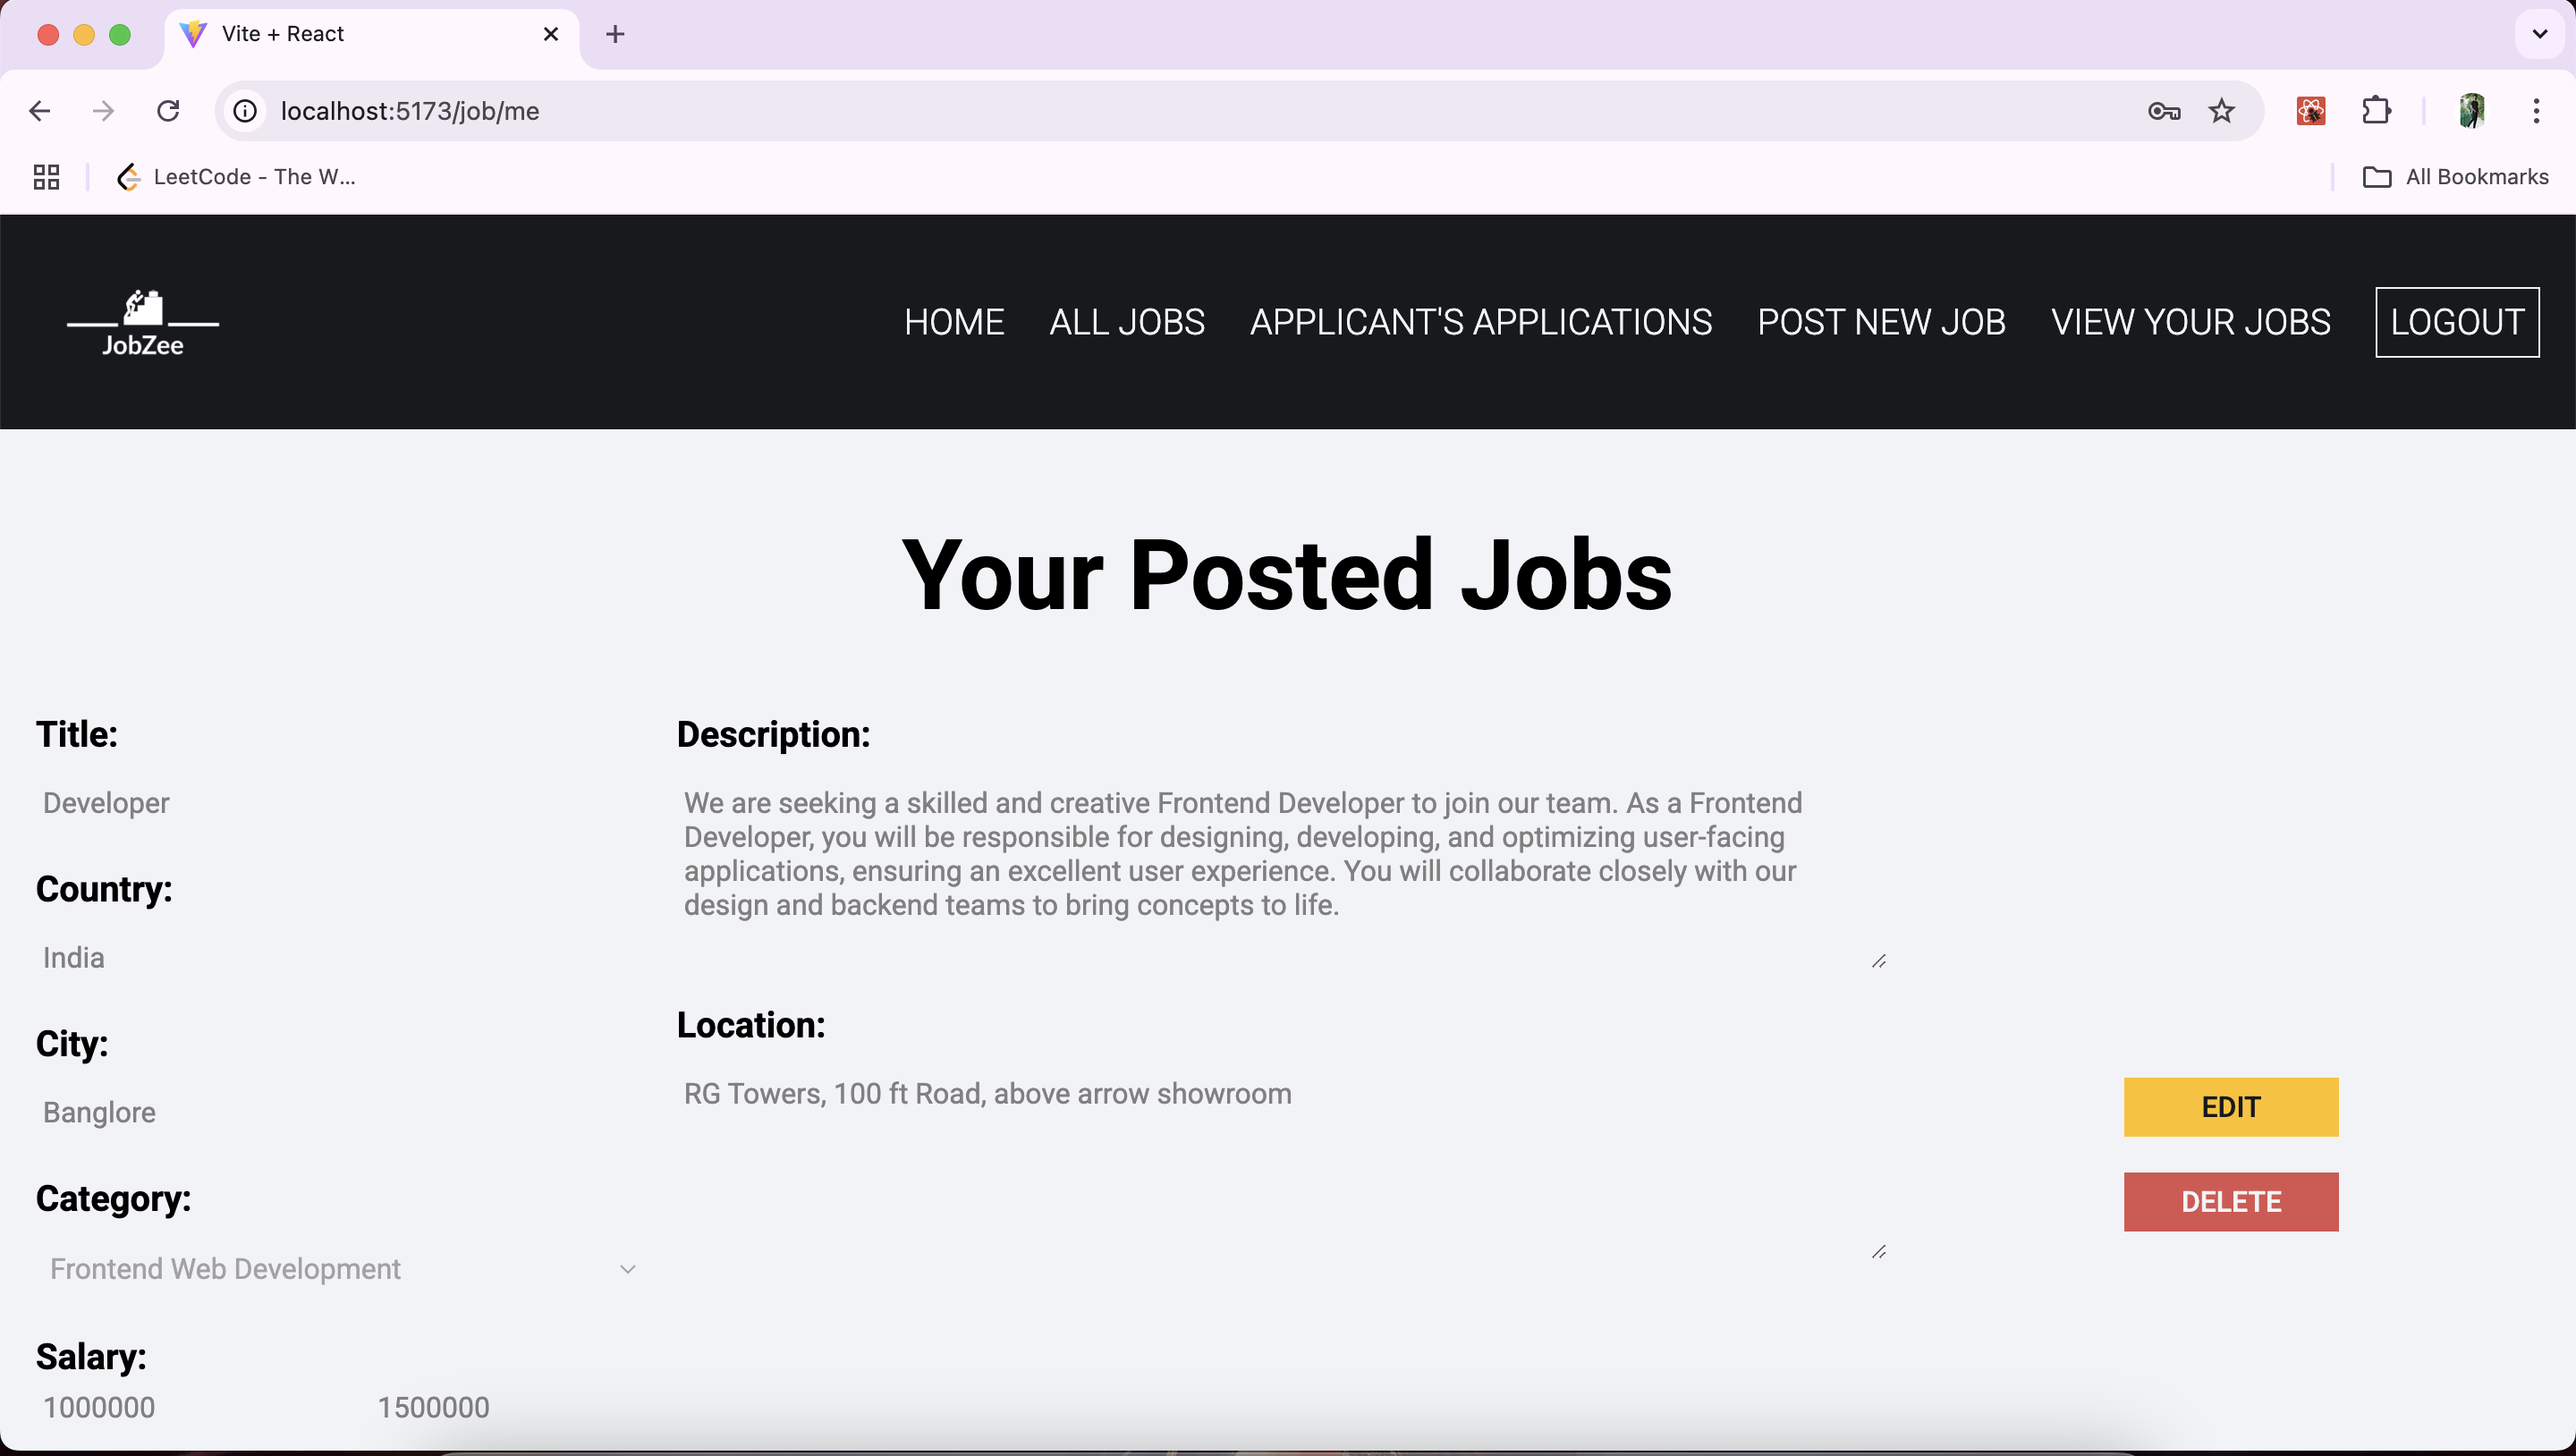 Vite + React
localhost:5173/job/me
LeetCode - The W...
All Bookmarks
JobZee
HOME
ALL JOBS
APPLICANT'S APPLICATIONS
POST NEW JOB
VIEW YOUR JOBS
LOGOUT
Your Posted Jobs
Title:
Developer
Country:
India
City:
Banglore
Category:
Frontend Web Development
Salary:
1000000 1500000
Description:
We are seeking a skilled and creative Frontend Developer to join our team. As a Frontend
Developer, you will be responsible for designing, developing, and optimizing user-facing
applications, ensuring an excellent user experience. You will collaborate closely with our
design and backend teams to bring concepts to life.
Location:
RG Towers, 100 ft Road, above arrow showroom
EDIT
DELETE